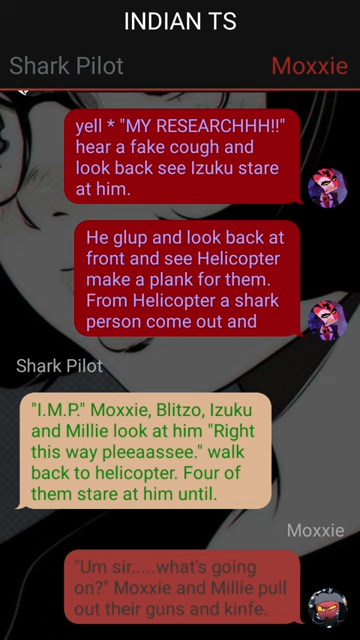 INDIAN TS
Shark Pilot
Moxxie
yell * "MY RESEARCHHH!!"
hear a fake cough and
look back see Izuku stare
at him.
He glup and look back at
front and see Helicopter
make a plank for them.
From Helicopter a shark
person come out and
Shark Pilot
"I.M.P." Moxxie, Blitzo, Izuku
and Millie look at him "Right
this way pleeaassee." walk
back to helicopter. Four of
them stare at him until.
Moxxie
"Um sir.....what's going
on?" Moxxie and Millie pull
out their guns and kinfe.